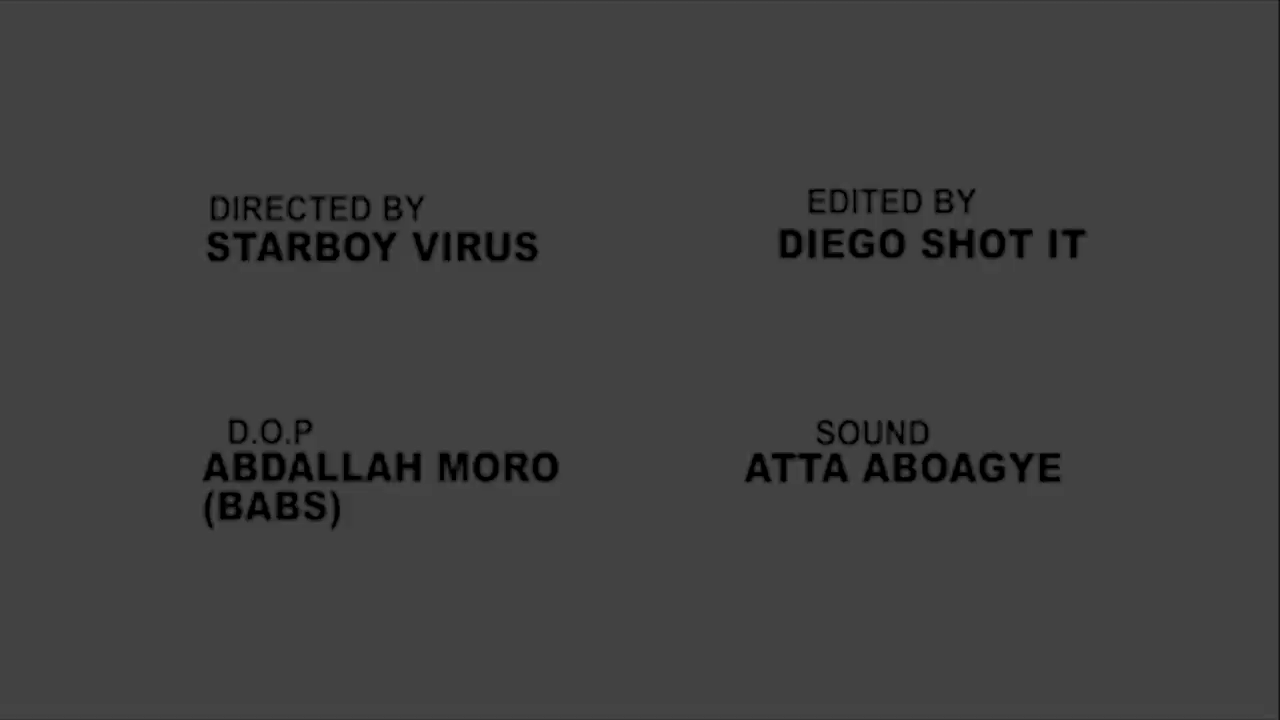 DIRECTED BY
STARBOY VIRUS
EDITED BY
DIEGO SHOT IT
D.O.P
ABDALLAH MORO
(BABS)
SOUND
ATTA ABOAGYE